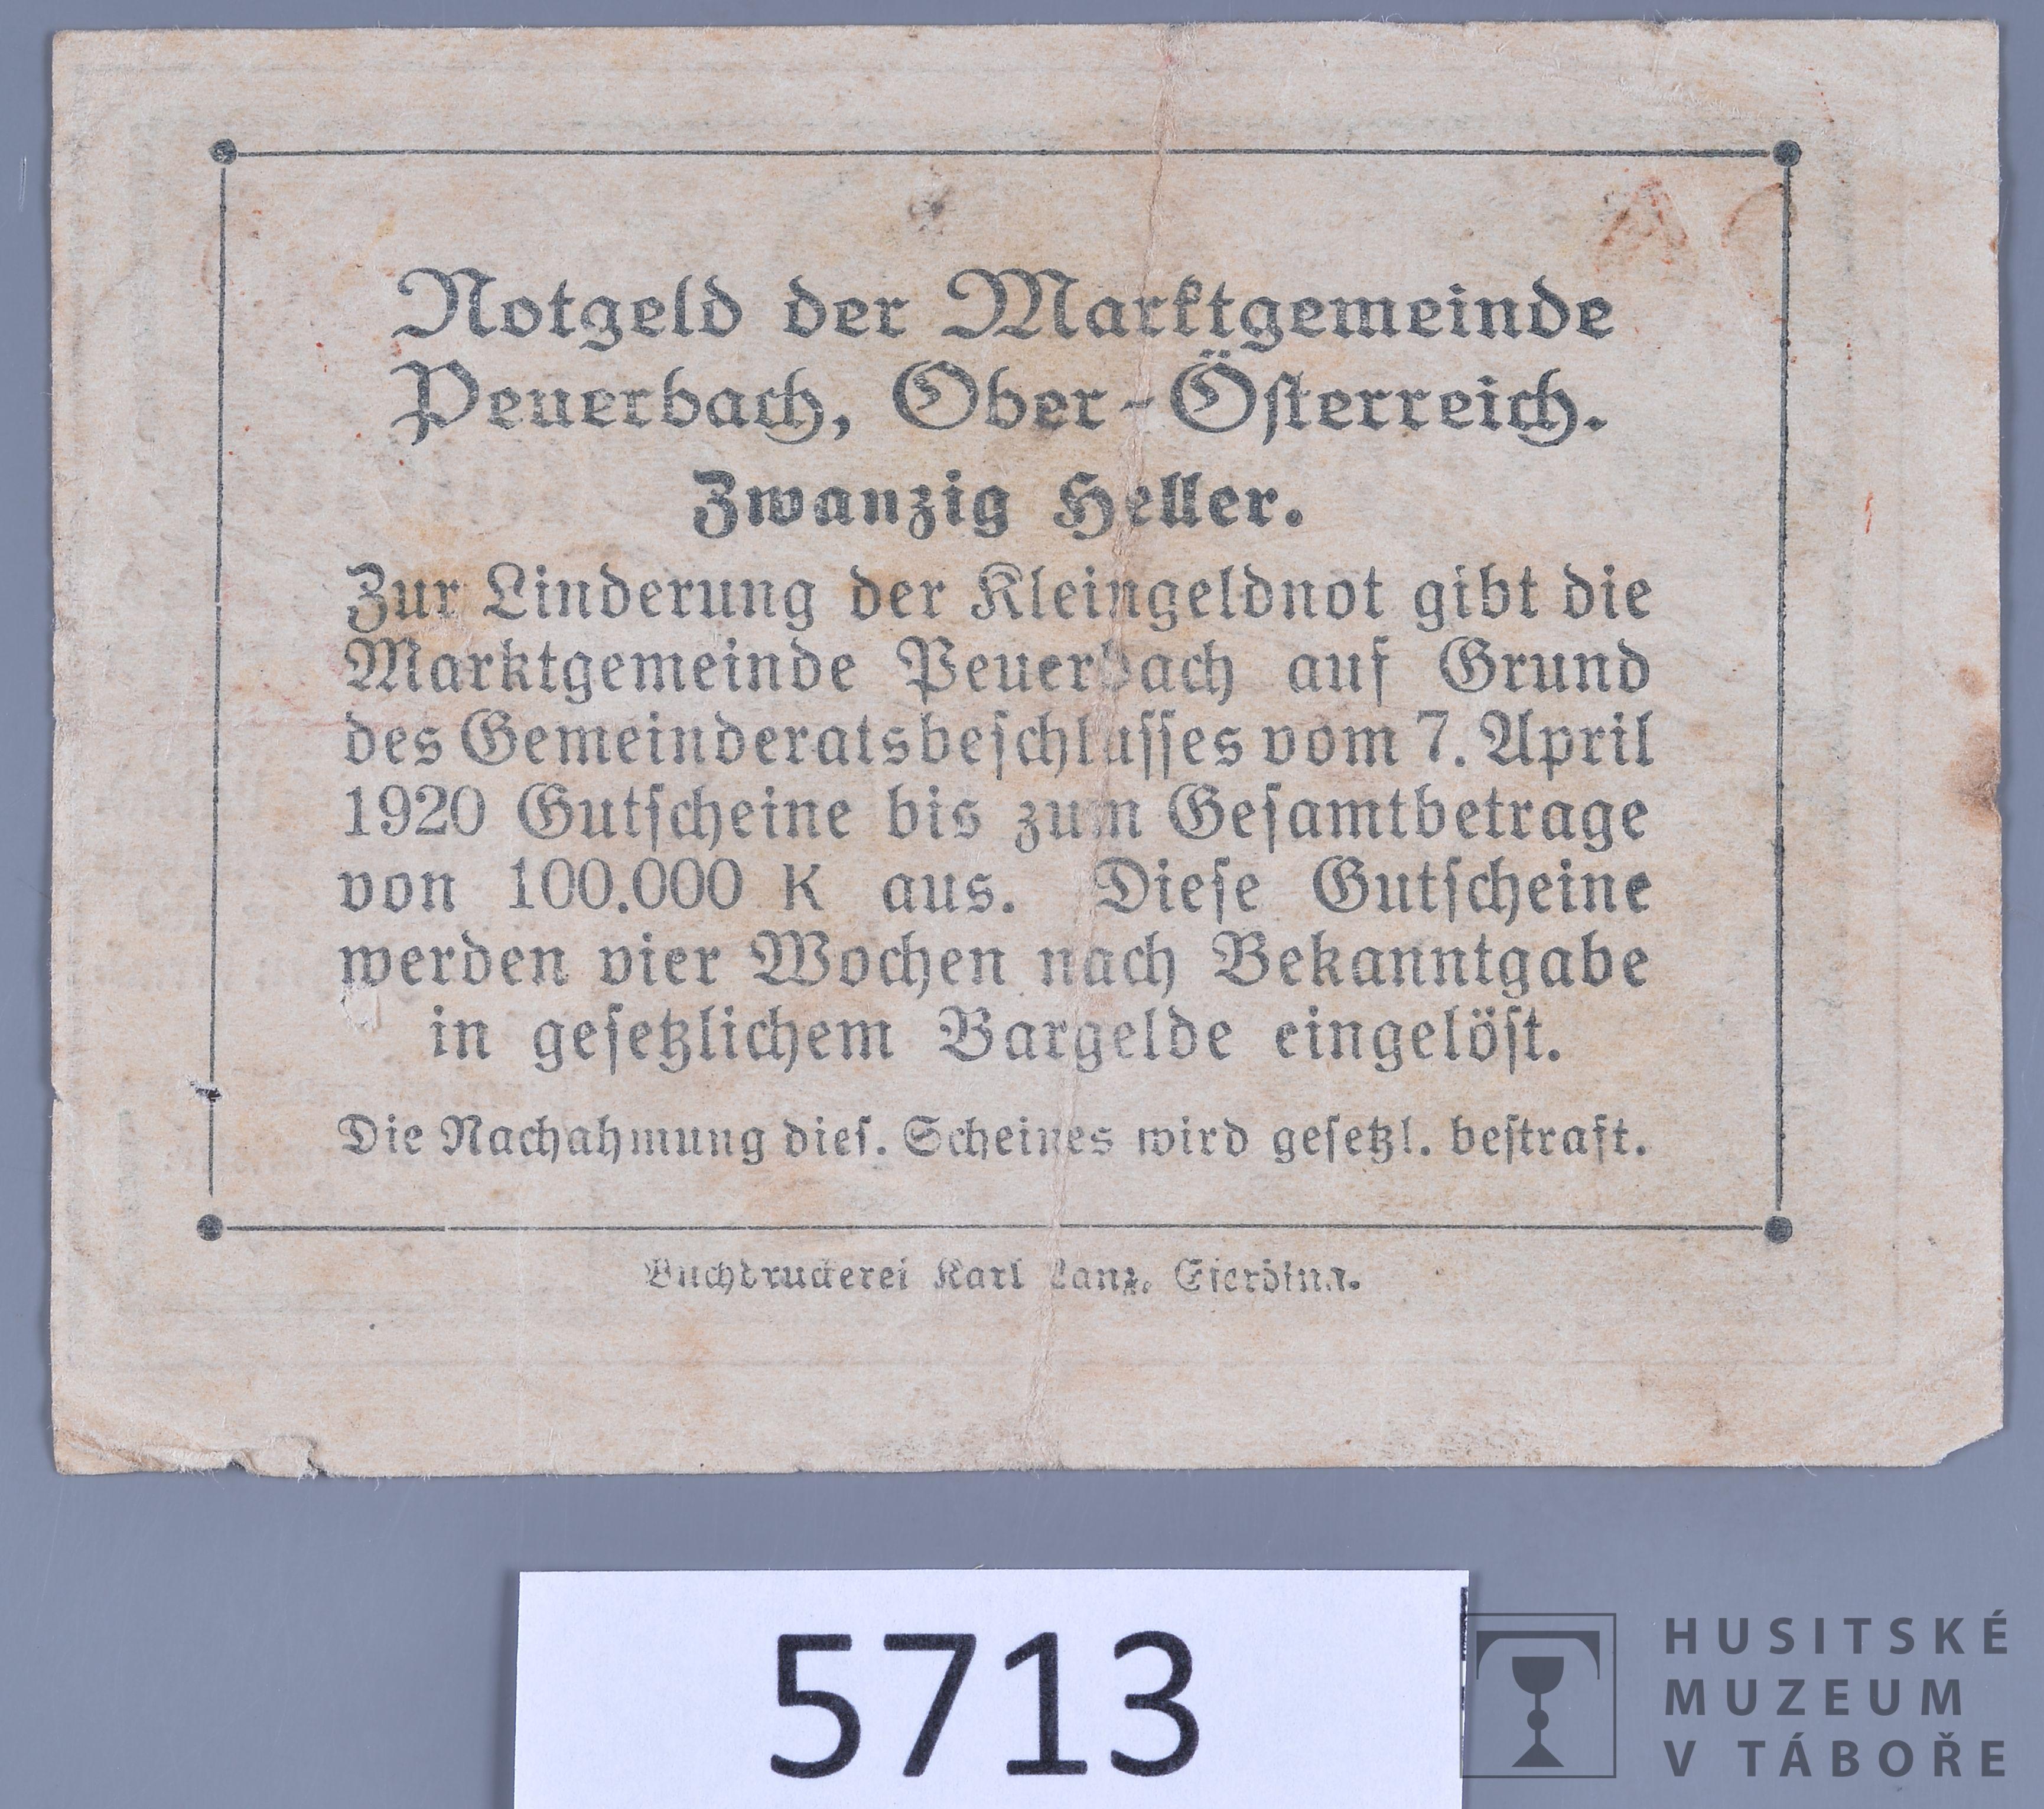 Notgeld der Marktgemeinde
Peuerbach, Ober-Österreich.
Zwanzig Heller.
Zur Linderung der Kleingeldnot gibt die
Marktgemeinde Peuerbach auf Grund
des Gemeinderatsbeschlusses vom 7. April
1920 Gutscheine bis zum Gesamtbetrage
von 100.000 K aus. Diese Gutscheine
werden vier Wochen nach Bekanntgabe
in gesetzlichem Bargelde eingelöst.
Die Nachahmung dies. Scheines wird gesetzl. bestraft.
Buchdruckerei Karl Lanz, Eferding.
5713
HUSITSKÉ
MUZEUM
V TÁBOŘE